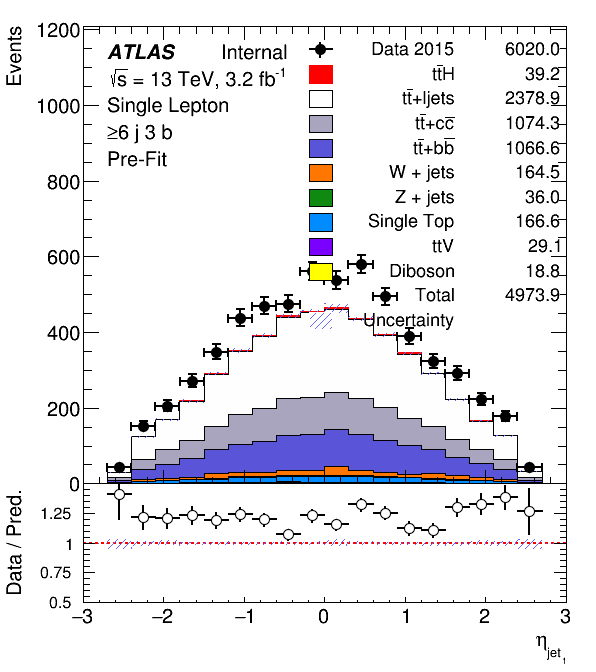 Events
1200
1000
800
600
400
200
0
ATLAS Internal
√s = 13 TeV, 3.2 fb⁻¹
Single Lepton
≥6 j 3 b
Pre-Fit
Data 2015 6020.0
tt̄H 39.2
tt̄+ljets 2378.9
tt̄+cc̄ 1074.3
tt̄+bb̄ 1066.6
W + jets 164.5
Z + jets 36.0
Single Top 166.6
ttV 29.1
Diboson 18.8
Total 4973.9
Uncertainty
Data / Pred.
1.25
1
0.75
0.5
−3 −2 −1 0 1 2 3
η_jet₁